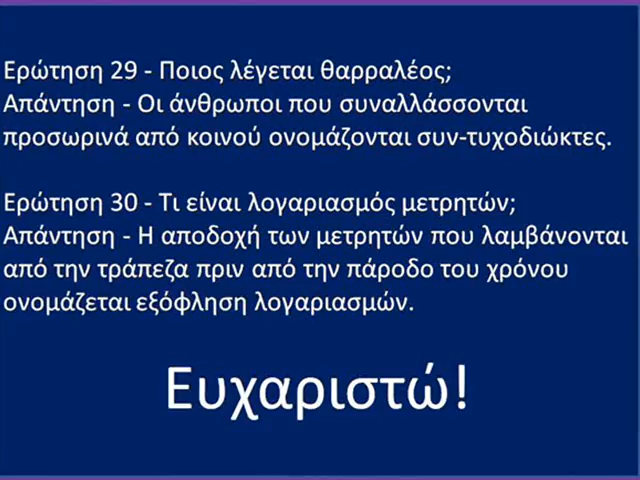 Ερώτηση 29 - Ποιος λέγεται θαρραλέος;
Απάντηση - Οι άνθρωποι που συναλλάσσονται
προσωρινά από κοινού ονομάζονται συν-τυχοδιώκτες.
Ερώτηση 30 - Τι είναι λογαριασμός μετρητών;
Απάντηση - Η αποδοχή των μετρητών που λαμβάνονται
από την τράπεζα πριν από την πάροδο του χρόνου
ονομάζεται εξόφληση λογαριασμών.
Ευχαριστώ!